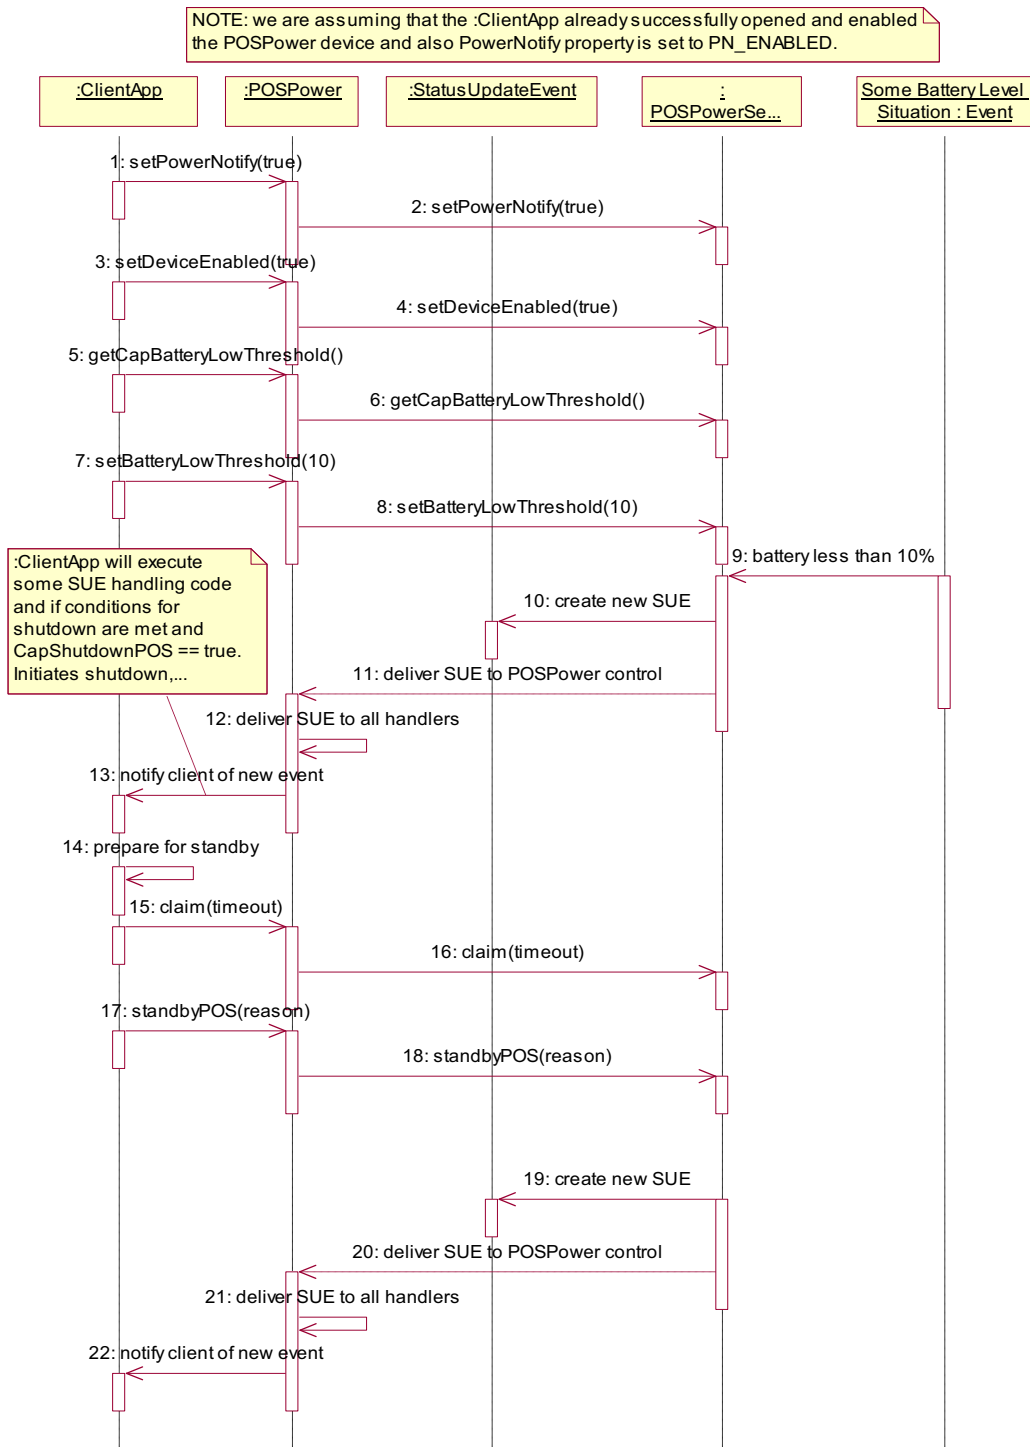 NOTE: we are assuming that the :ClientApp already successfully opened and enabled
the POSPower device and also PowerNotify property is set to PN_ENABLED.
:ClientApp
:POSPower
:StatusUpdateEvent
:
POSPowerSe...
Some Battery Level
Situation : Event
1: setPowerNotify(true)
2: setPowerNotify(true)
3: setDeviceEnabled(true)
4: setDeviceEnabled(true)
5: getCapBatteryLowThreshold()
6: getCapBatteryLowThreshold()
7: setBatteryLowThreshold(10)
8: setBatteryLowThreshold(10)
:ClientApp will execute
some SUE handling code
and if conditions for
shutdown are met and
CapShutdownPOS == true.
Initiates shutdown,...
9: battery less than 10%
10: create new SUE
11: deliver SUE to POSPower control
12: deliver SUE to all handlers
13: notify client of new event
14: prepare for standby
15: claim(timeout)
16: claim(timeout)
17: standbyPOS(reason)
18: standbyPOS(reason)
19: create new SUE
20: deliver SUE to POSPower control
21: deliver SUE to all handlers
22: notify client of new event